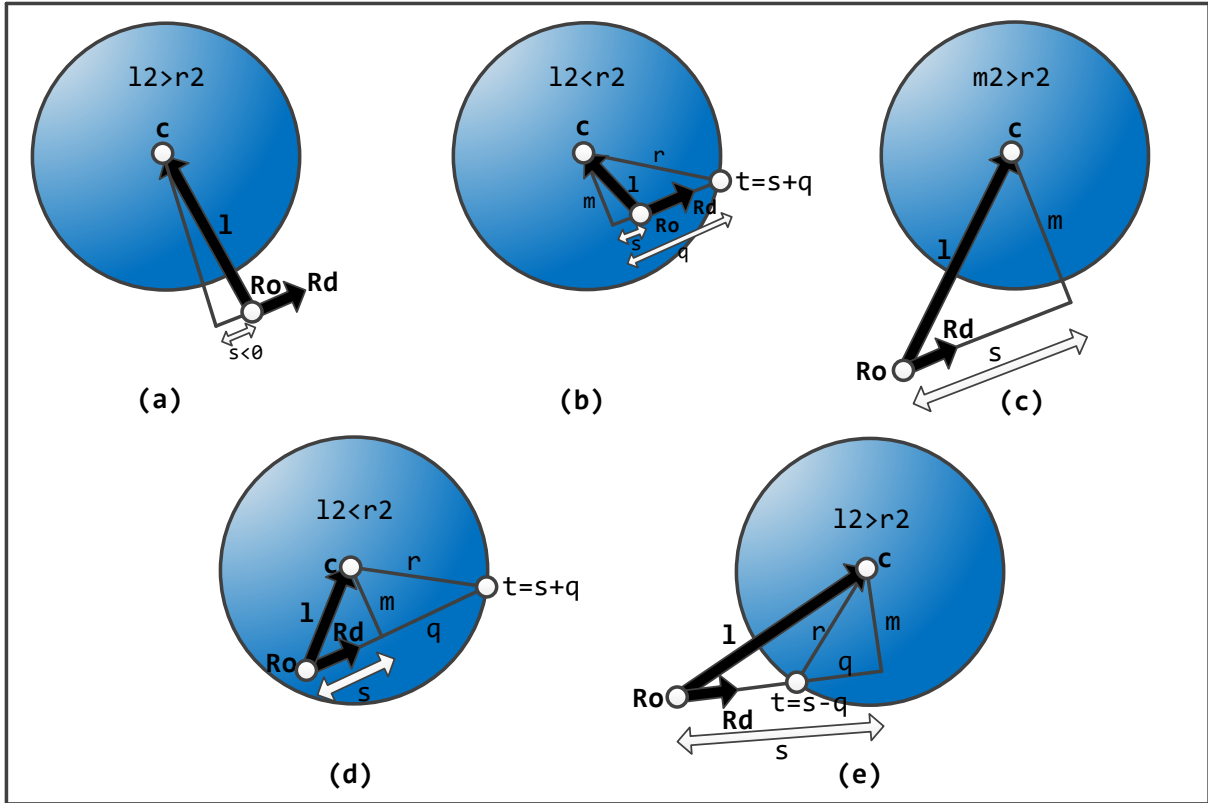 l2>r2
c
l
Ro
Rd
s<0
(a)
l2<r2
c
r
t=s+q
l
m
Rd
Ro
s
q
(b)
m2>r2
c
m
l
Rd
s
Ro
(c)
l2<r2
c
r
t=s+q
m
l
Rd
q
Ro
s
(d)
l2>r2
c
r
m
l
q
Ro
t=s-q
Rd
s
(e)